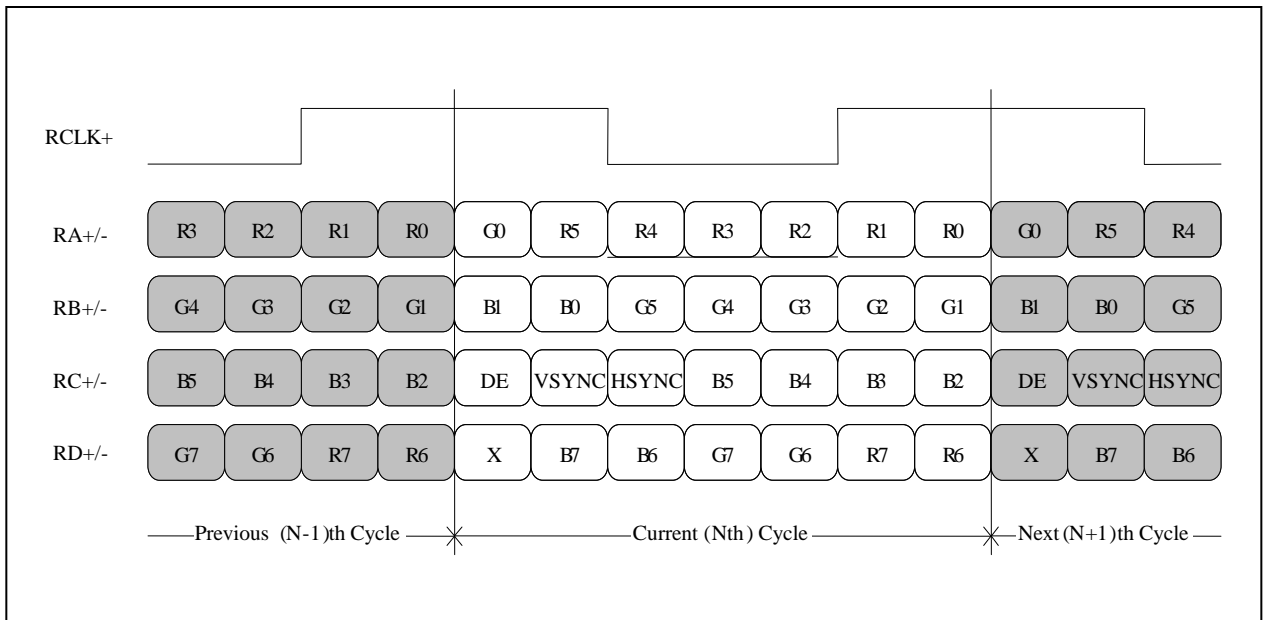 RCLK+
RA+/- R3 R2 R1 R0 G0 R5 R4 R3 R2 R1 R0 G0 R5 R4
RB+/- G4 G3 G2 G1 B1 B0 G5 G4 G3 G2 G1 B1 B0 G5
RC+/- B5 B4 B3 B2 DE VSYNC HSYNC B5 B4 B3 B2 DE VSYNC HSYNC
RD+/- G7 G6 R7 R6 X B7 B6 G7 G6 R7 R6 X B7 B6
Previous (N-1)th Cycle Current (Nth) Cycle Next (N+1)th Cycle